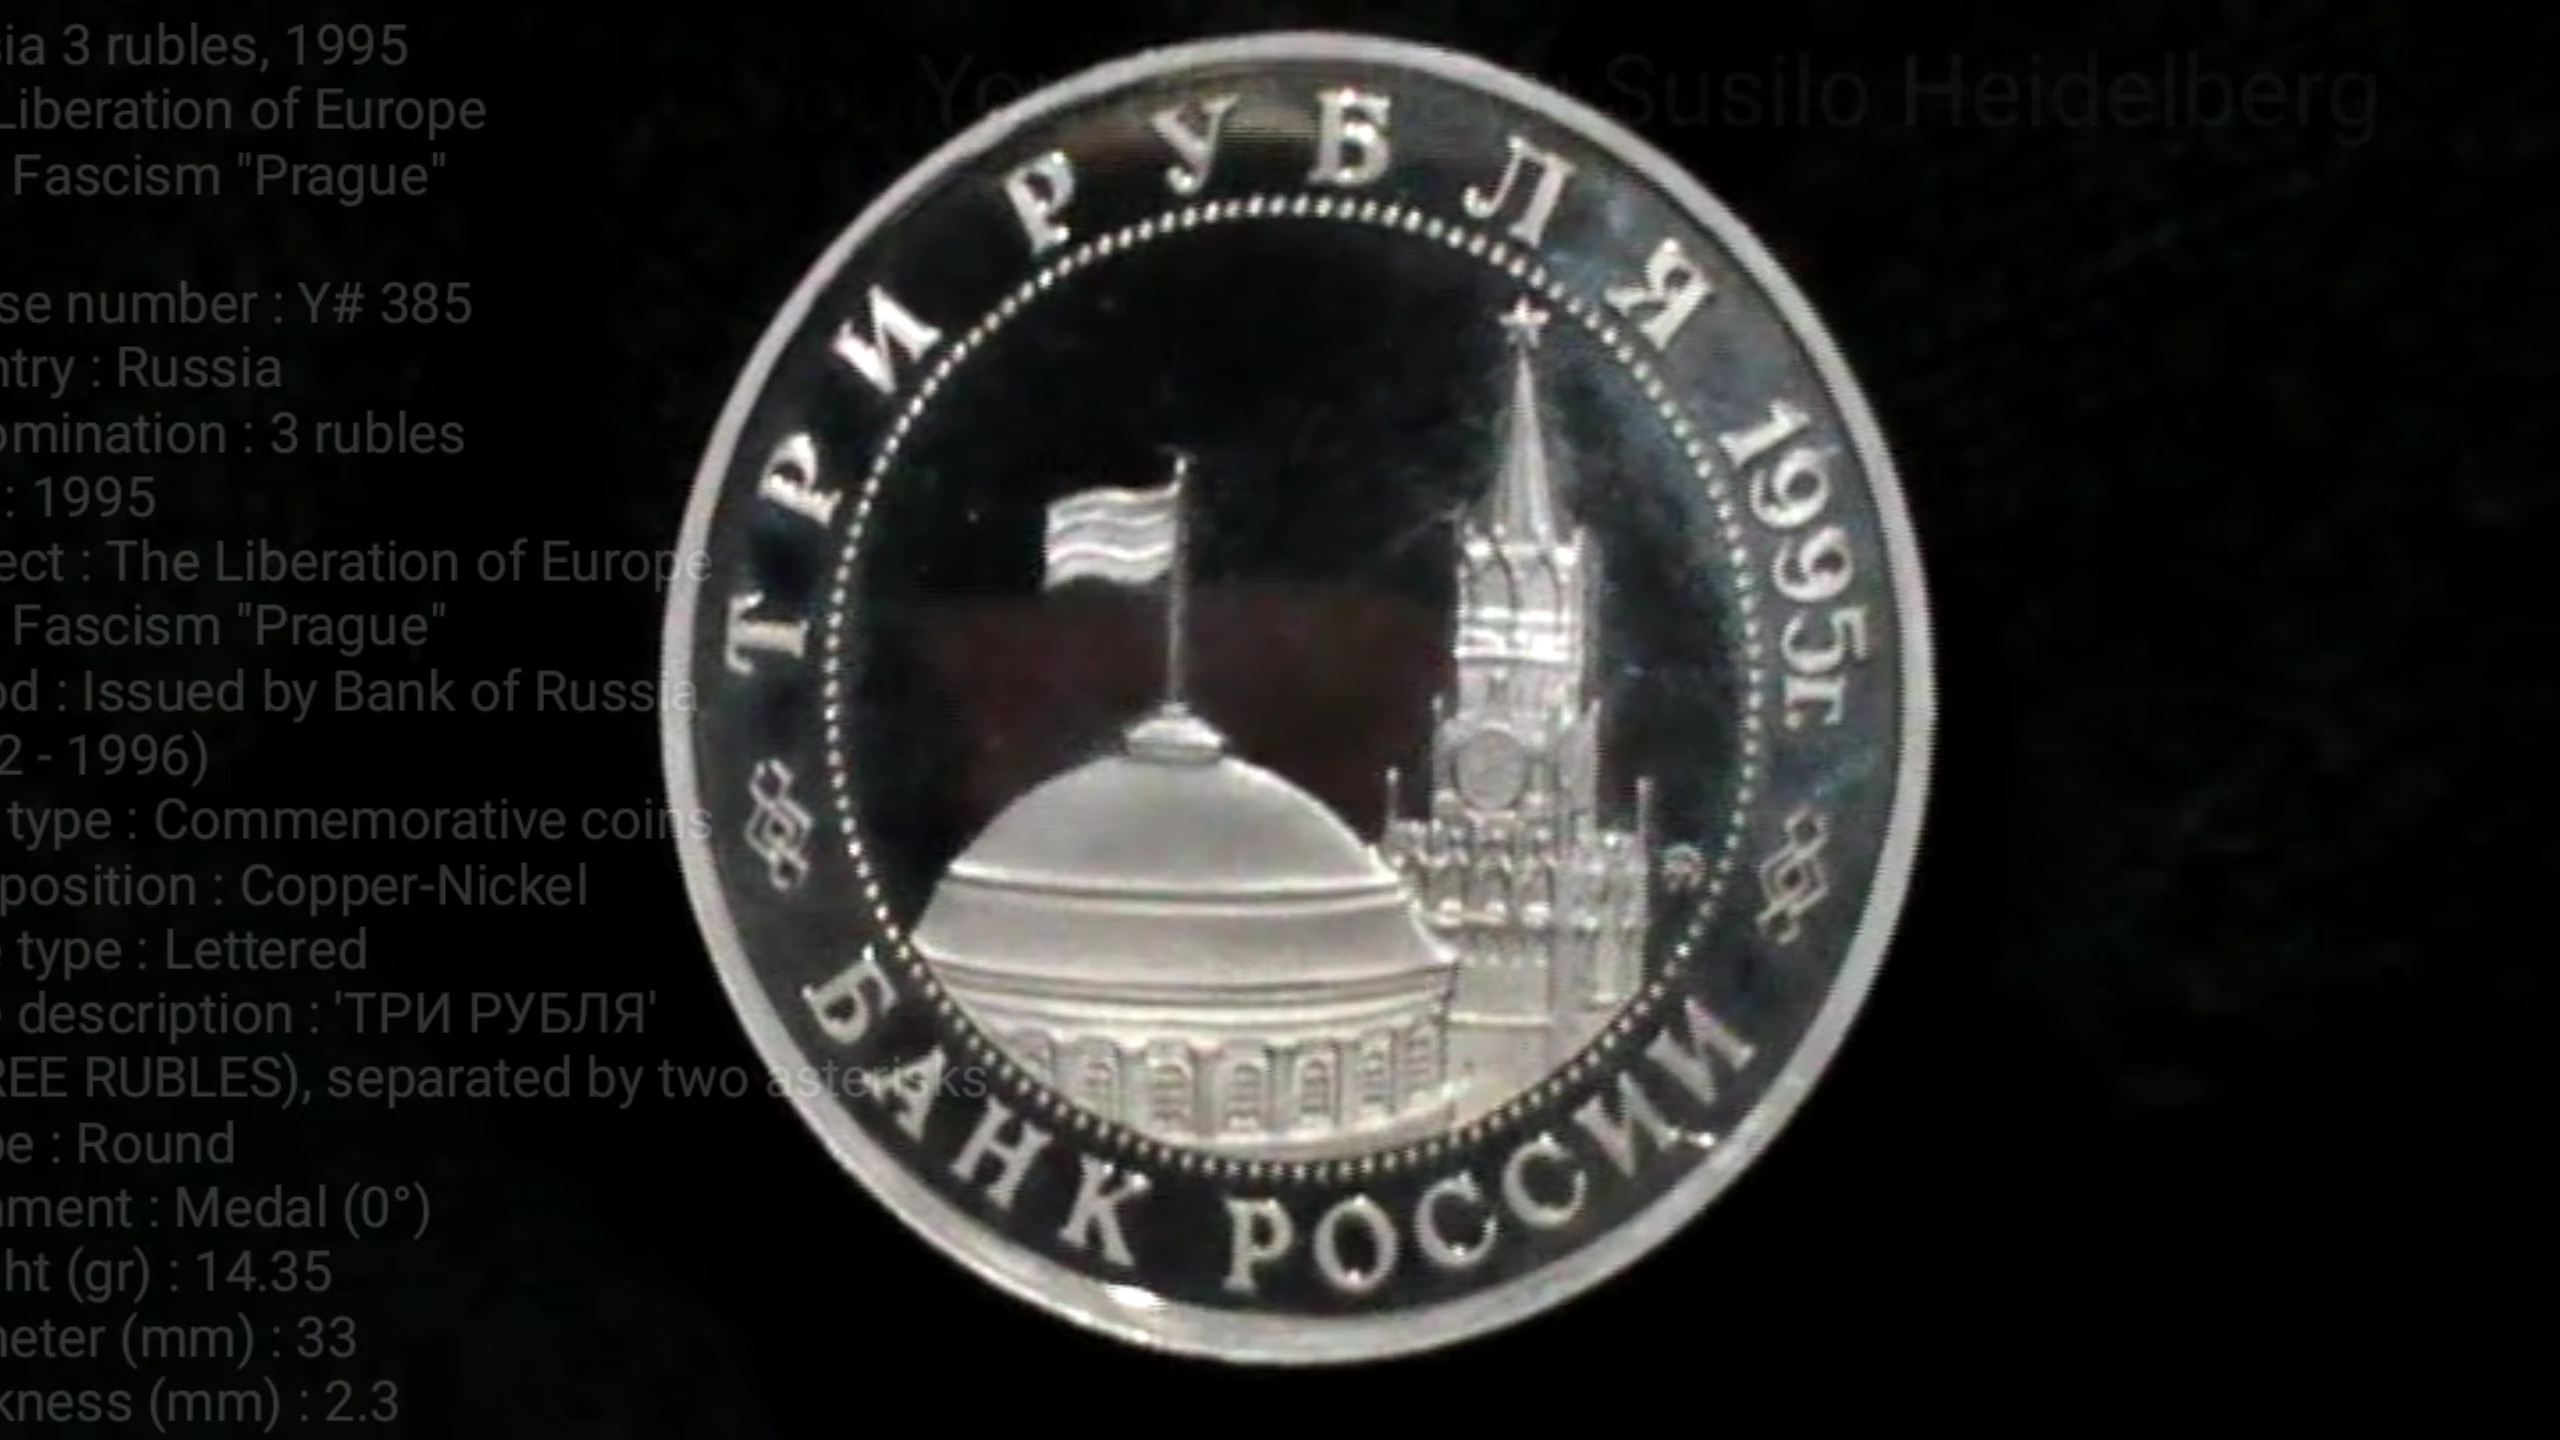 ia 3 rubles, 1995
Liberation of Europe
Fascism "Prague"
se number : Y# 385
ntry : Russia
omination : 3 rubles
: 1995
ect : The Liberation of Europe
Fascism "Prague"
od : Issued by Bank of Russia
2 - 1996)
type : Commemorative coins
position : Copper-Nickel
type : Lettered
description : 'ТРИ РУБЛЯ'
REE RUBLES), separated by two asterisks
pe : Round
nment : Medal (0°)
ht (gr) : 14.35
neter (mm) : 33
kness (mm) : 2.3
Susilo Heidelberg
ТРИ РУБЛЯ 1995г
БАНК РОССИИ